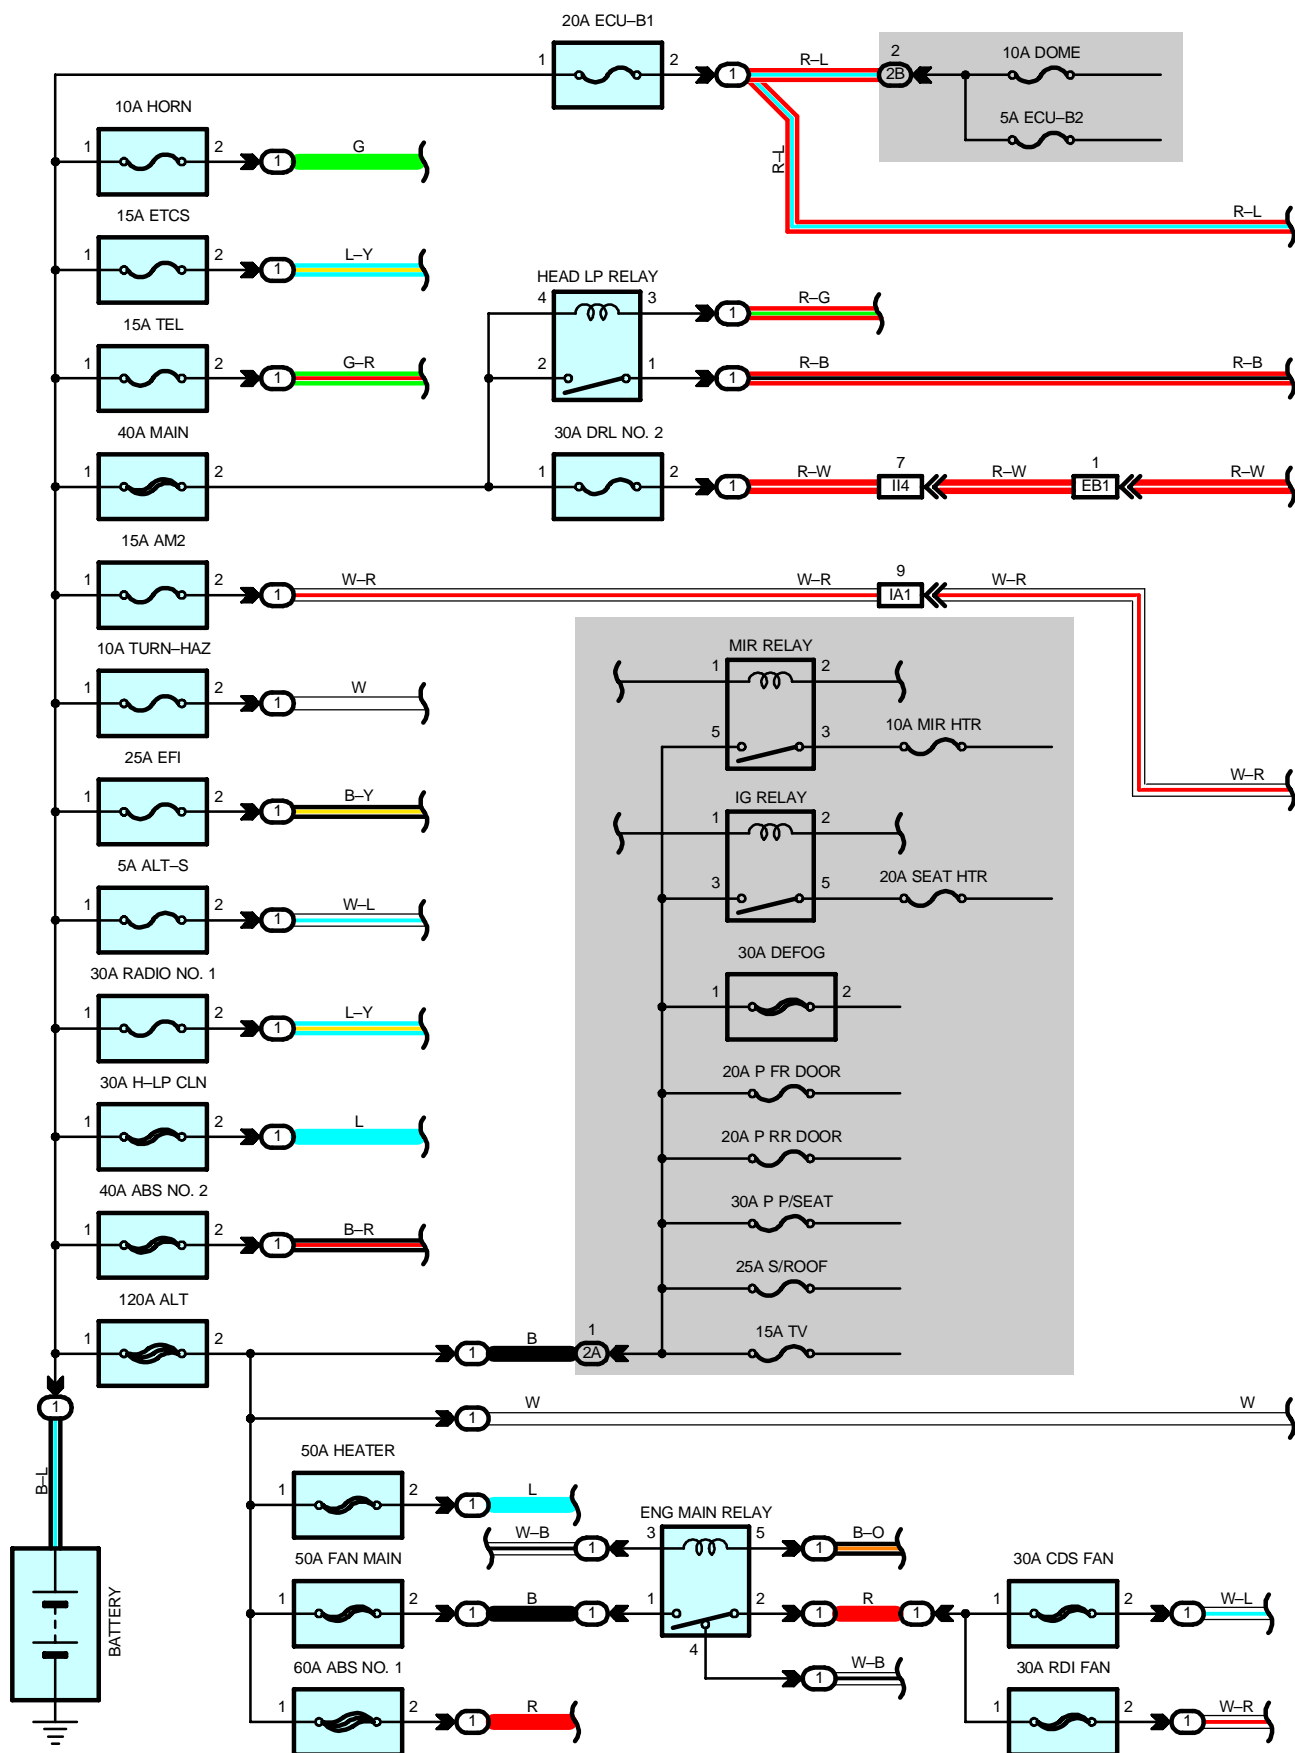 20A ECU–B1
1 2 1 R–L 2 2B 10A DOME
5A ECU–B2
R–L
R–L
10A HORN
1 2 1 G
15A ETCS
1 2 1 L–Y
HEAD LP RELAY
4 3 1 R–G
15A TEL
1 2 1 G–R
2 1 1 R–B R–B
40A MAIN
1 2
30A DRL NO. 2
1 2 1 R–W 7 II4 R–W 1 EB1 R–W
15A AM2
1 2 1 W–R W–R 9 IA1 W–R
W–R
10A TURN–HAZ
1 2 1 W
MIR RELAY
1 2
5 3 10A MIR HTR
25A EFI
1 2 1 B–Y
IG RELAY
1 2
3 5 20A SEAT HTR
5A ALT–S
1 2 1 W–L
30A DEFOG
1 2
30A RADIO NO. 1
1 2 1 L–Y
20A P FR DOOR
30A H–LP CLN
1 2 1 L
20A P RR DOOR
40A ABS NO. 2
1 2 1 B–R
30A P P/SEAT
25A S/ROOF
120A ALT
1 2 1 B 1 2A 15A TV
1 W W
1
B–L
BATTERY
50A HEATER
1 2 1 L
ENG MAIN RELAY
W–B 1 3 5 1 B–O
50A FAN MAIN
1 2 1 B 1 1 2 1 R 1
4 1 W–B
30A CDS FAN
1 2 1 W–L
60A ABS NO. 1
1 2 1 R
30A RDI FAN
1 2 1 W–R